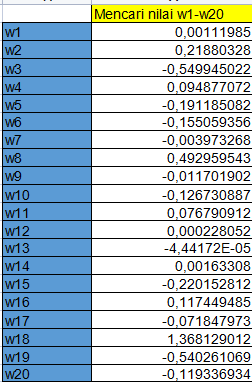 Mencari nilai w1-w20
w1 0,00111985
w2 0,21880328
w3 -0,549945022
w4 0,094877072
w5 -0,191185082
w6 -0,155059356
w7 -0,003973268
w8 0,492959543
w9 -0,011701902
w10 -0,126730887
w11 0,076790912
w12 0,000228052
w13 -4,44172E-05
w14 0,00163308
w15 -0,220152812
w16 0,117449485
w17 -0,071847973
w18 1,368129012
w19 -0,540261069
w20 -0,119336934